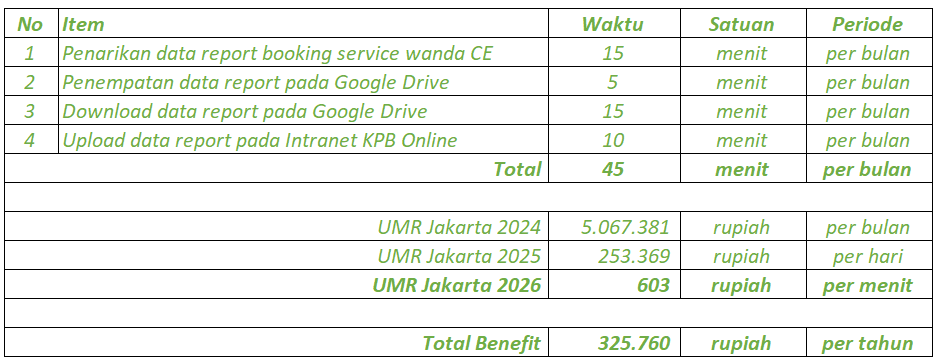 No Item Waktu Satuan Periode
1 Penarikan data report booking service wanda CE 15 menit per bulan
2 Penempatan data report pada Google Drive 5 menit per bulan
3 Download data report pada Google Drive 15 menit per bulan
4 Upload data report pada Intranet KPB Online 10 menit per bulan
Total 45 menit per bulan
UMR Jakarta 2024 5.067.381 rupiah per bulan
UMR Jakarta 2025 253.369 rupiah per hari
UMR Jakarta 2026 603 rupiah per menit
Total Benefit 325.760 rupiah per tahun